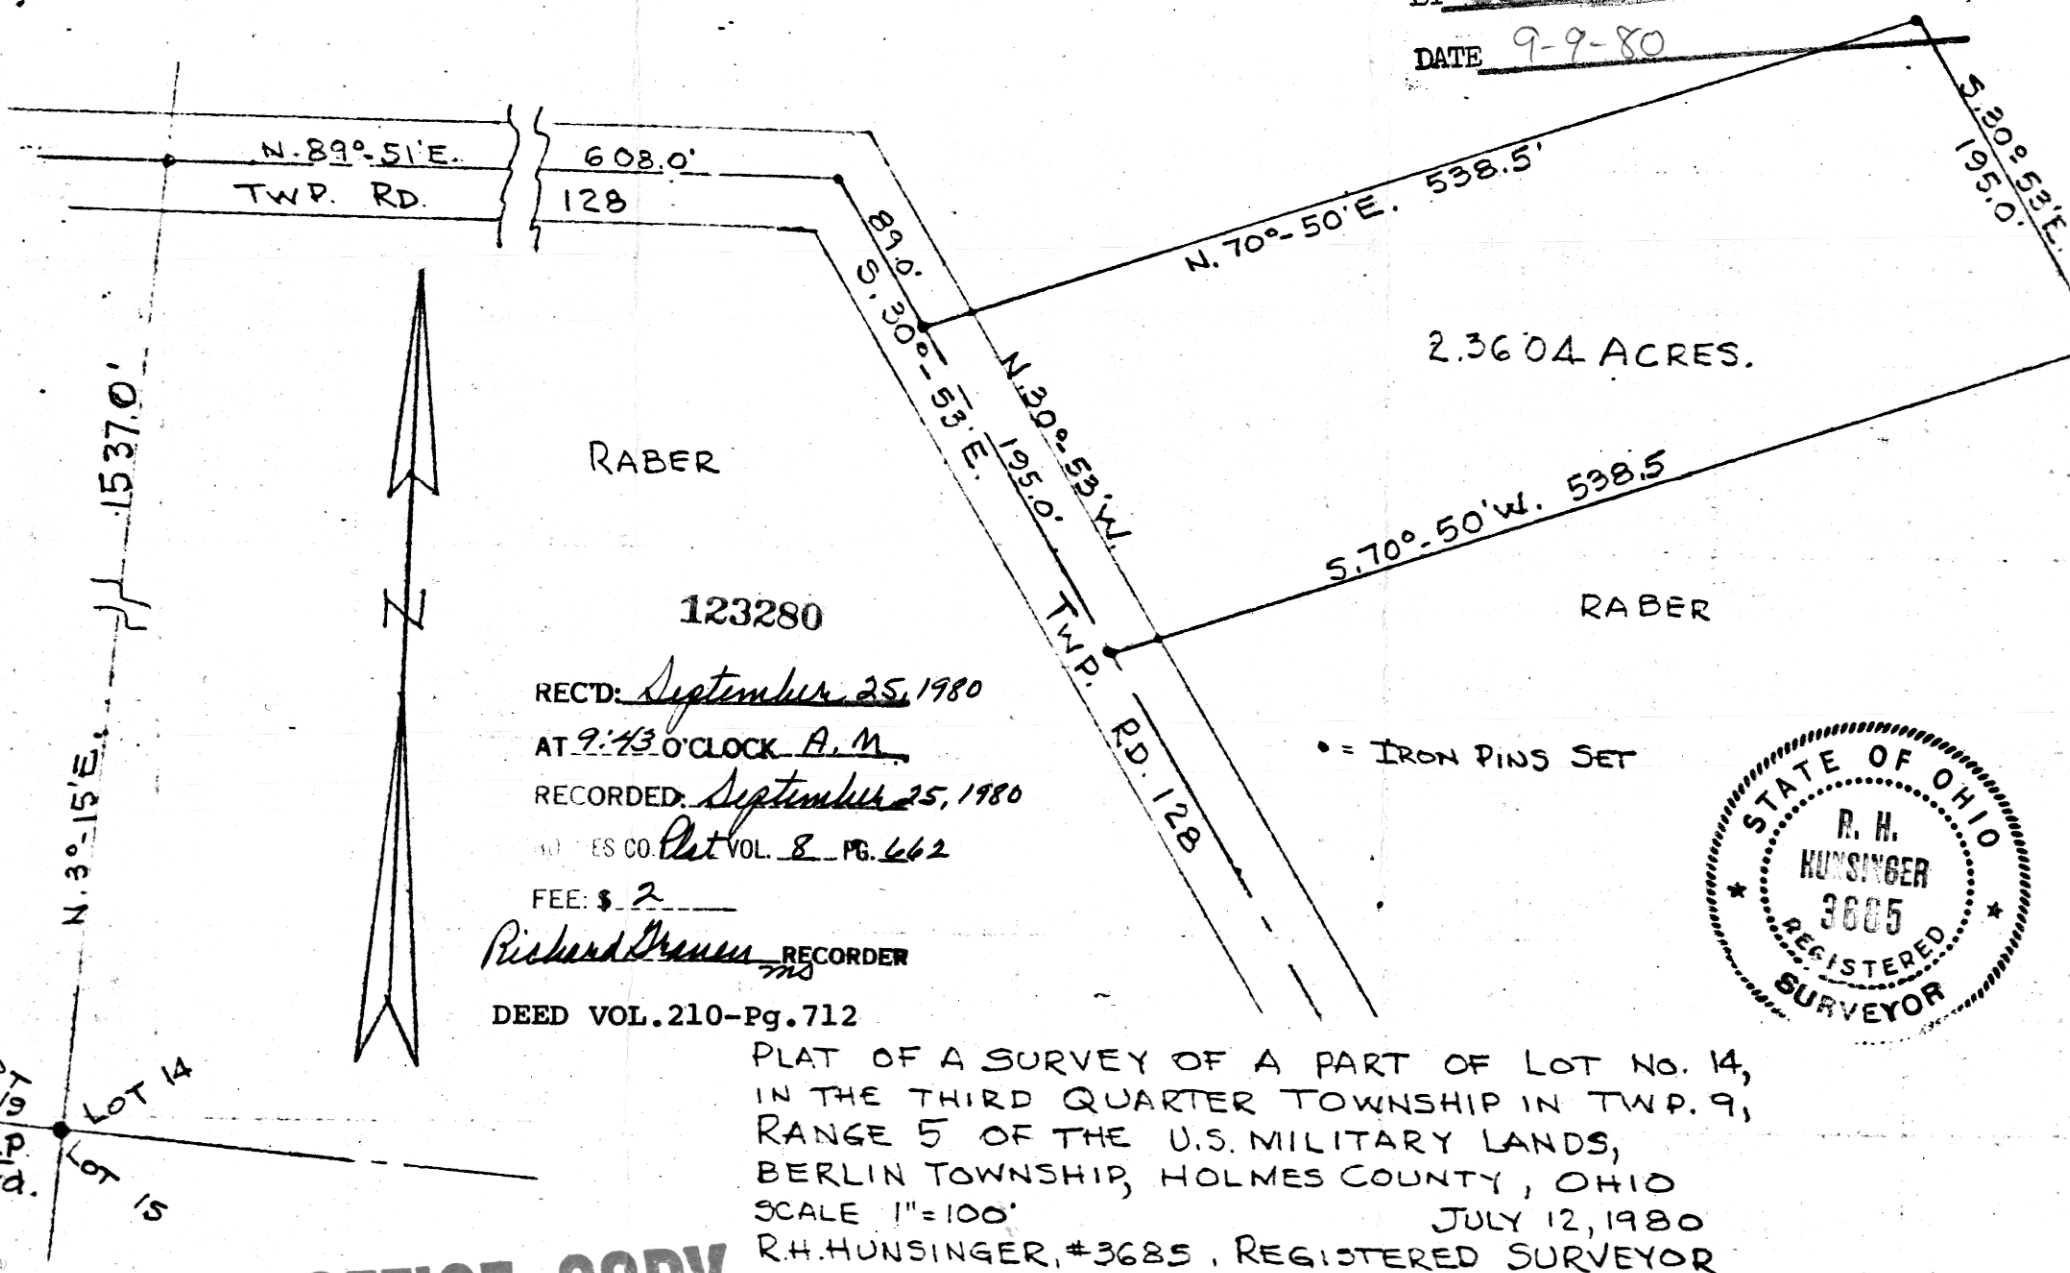 DATE 9-9-80
N. 89°-51'E. 608.0'
TWP. RD. 128
89.0'
S. 30°-53'E.
195.0'
N. 30°-53'W.
TWP. RD. 128
N. 70°-50'E. 538.5'
S. 30°-53'E.
195.0'
2.3604 ACRES.
S. 70°-50'W. 538.5
RABER
RABER
1537.0'
N. 3°-15'E.
N
123280
REC'D: September 25, 1980
AT 9:43 O'CLOCK A.M.
RECORDED: September 25, 1980
ES CO. Plat VOL. 8 PG. 662
FEE: $ 2
Richard RECORDER
DEED VOL.210-Pg.712
• = IRON PINS SET
STATE OF OHIO
R. H.
HUNSINGER
3685
REGISTERED
SURVEYOR
LOT 14
LOT 15
PLAT OF A SURVEY OF A PART OF LOT NO. 14,
IN THE THIRD QUARTER TOWNSHIP IN TWP. 9,
RANGE 5 OF THE U.S. MILITARY LANDS,
BERLIN TOWNSHIP, HOLMES COUNTY, OHIO
SCALE 1"=100'
JULY 12, 1980
R.H. HUNSINGER, #3685, REGISTERED SURVEYOR
OFFICE COPY